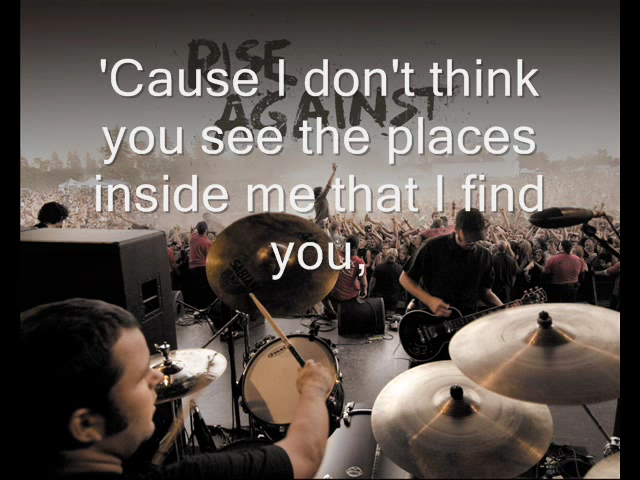 RISE
AGAINST
'Cause I don't think
you see the places
inside me that I find
you,